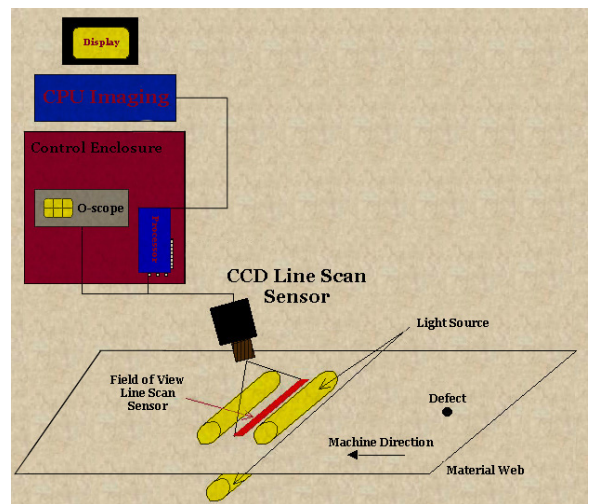 Display
CPU Imaging
Control Enclosure
O-scope
Processor
CCD Line Scan
Sensor
Light Source
Field of View
Line Scan
Sensor
Defect
Machine Direction
Material Web